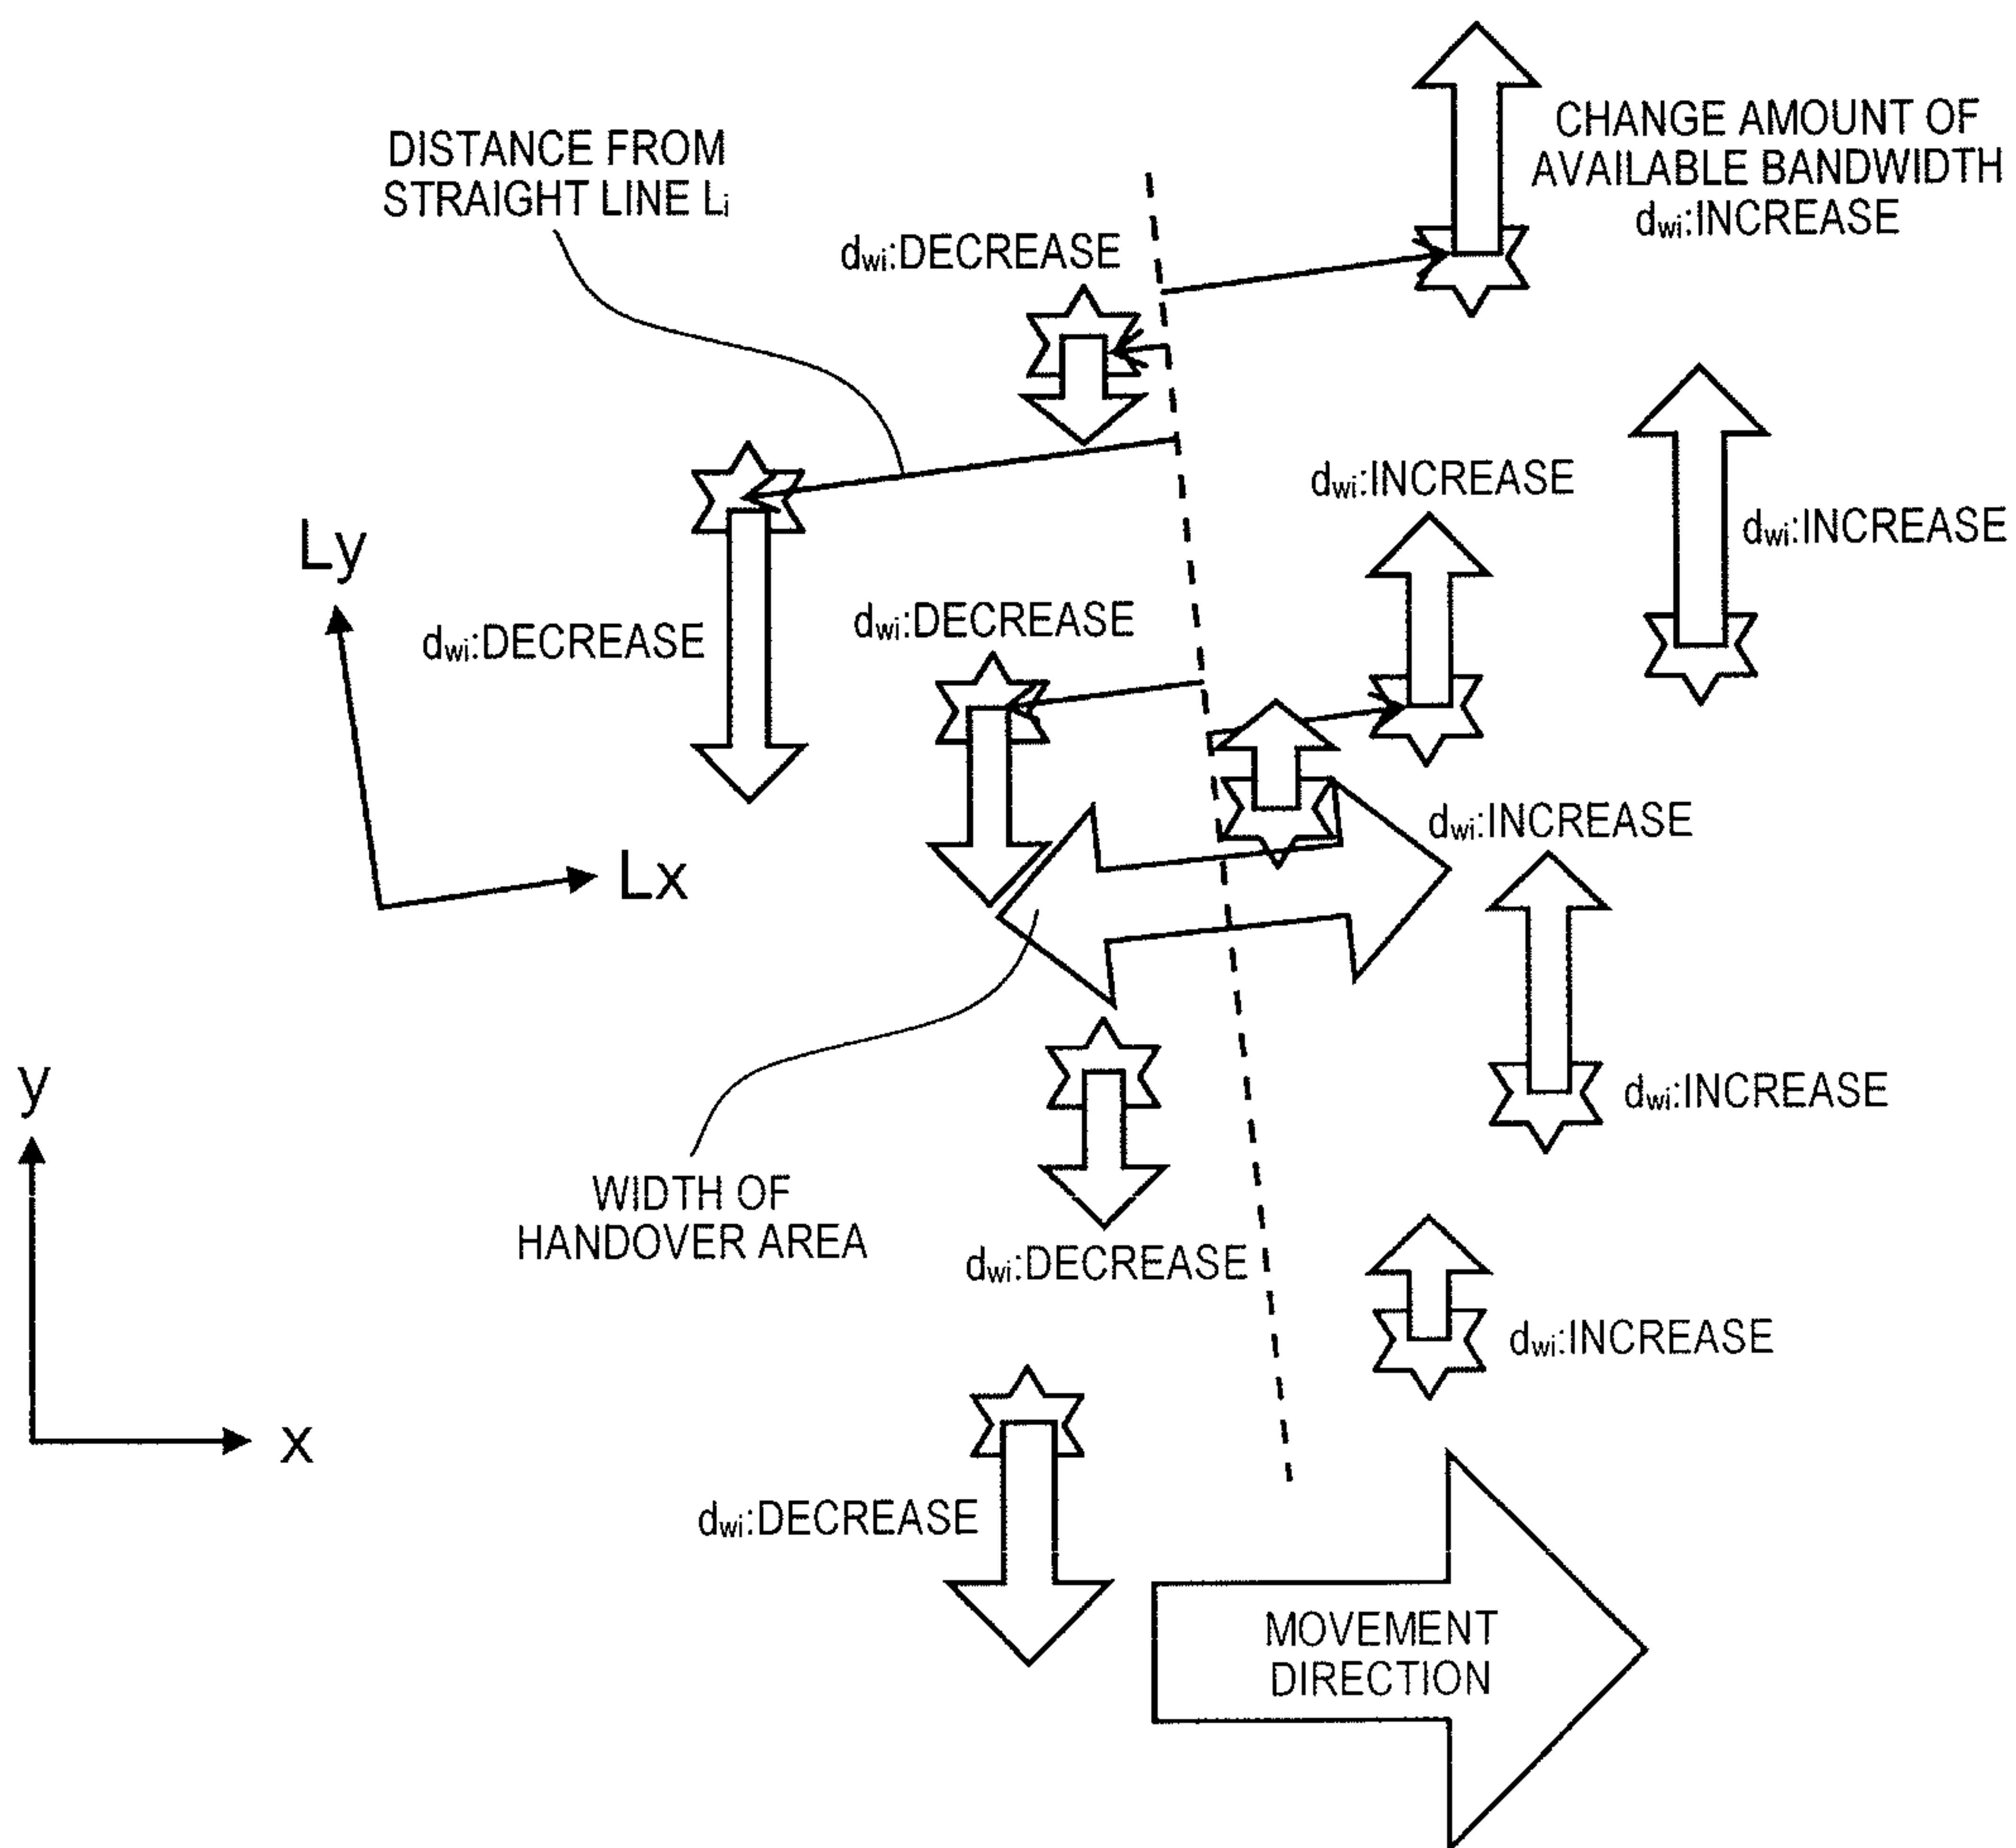 CHANGE AMOUNT OF
AVAILABLE BANDWIDTH
dwi:INCREASE
DISTANCE FROM
STRAIGHT LINE Li
dwi:DECREASE
dwi:INCREASE
dwi:INCREASE
Ly
dwi:DECREASE
dwi:DECREASE
dwi:INCREASE
Lx
y
dwi:INCREASE
WIDTH OF
HANDOVER AREA
dwi:DECREASE
dwi:INCREASE
x
dwi:DECREASE
MOVEMENT
DIRECTION